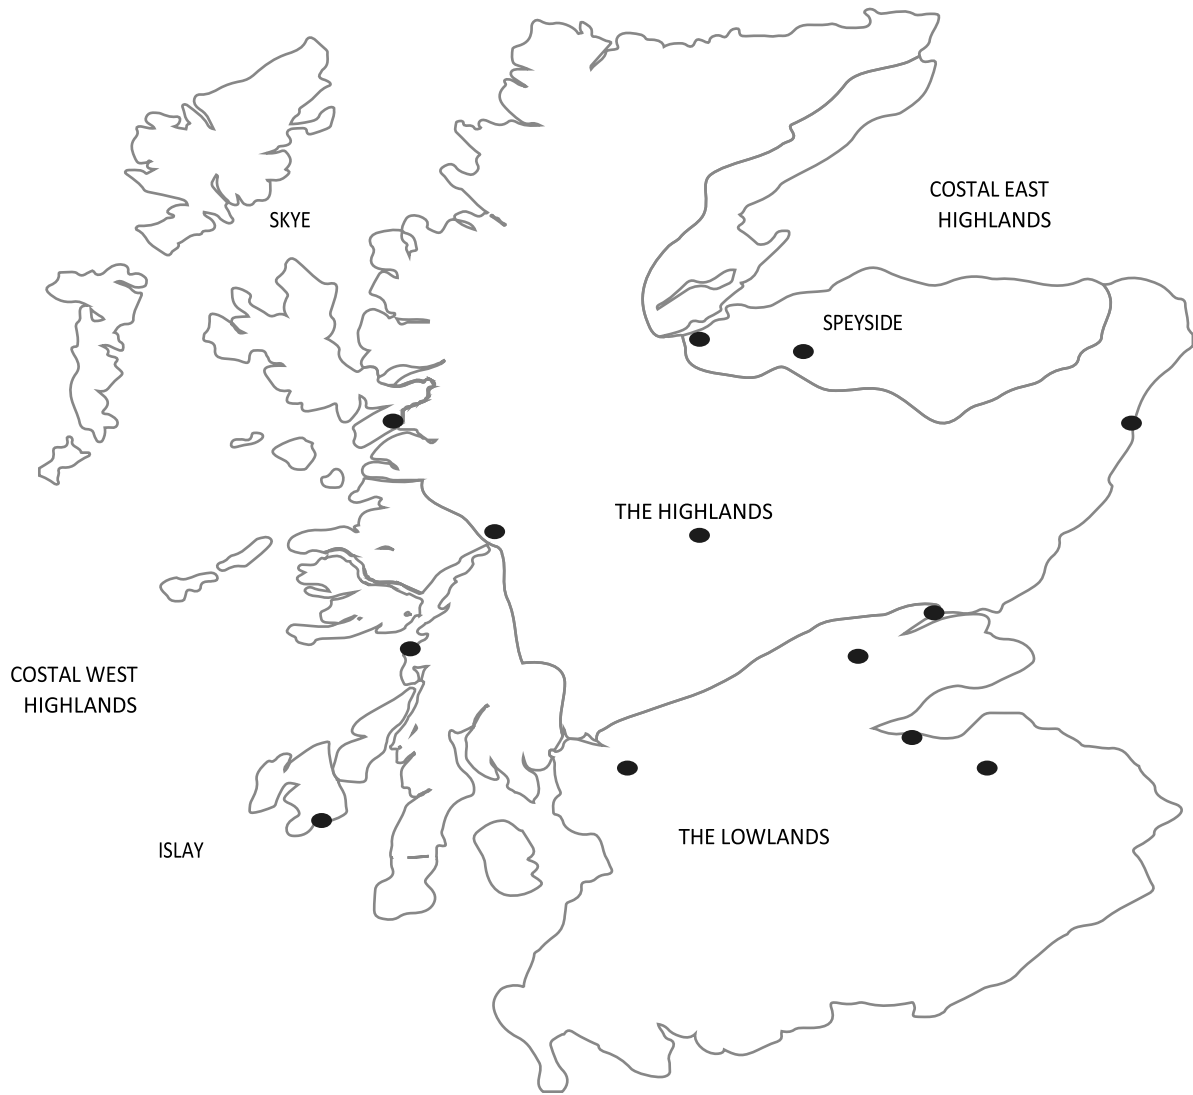 COSTAL EAST
HIGHLANDS
SKYE
SPEYSIDE
THE HIGHLANDS
COSTAL WEST
HIGHLANDS
THE LOWLANDS
ISLAY